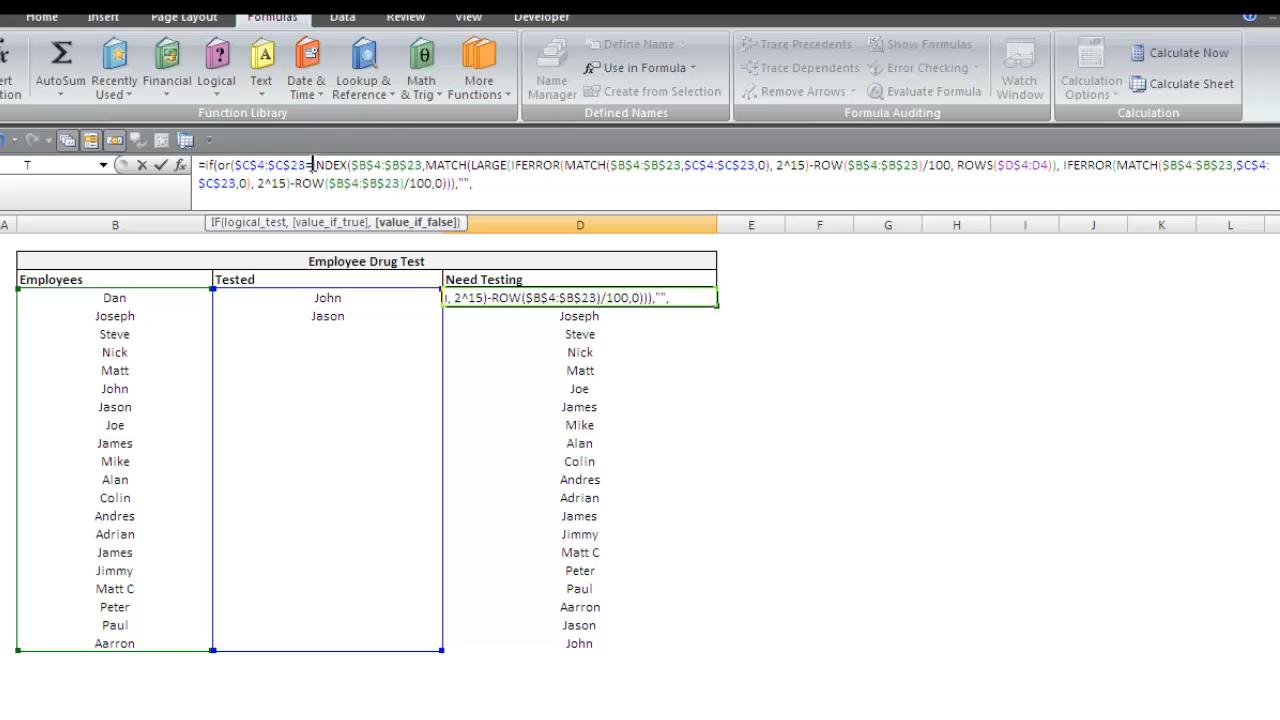 Home Insert Page Layout Formulas Data Review View Developer
Σ θ
AutoSum Recently Used Financial Logical Text Date & Time Lookup & Reference Math & Trig More Functions
Function Library
Name Manager
Define Name
Use in Formula
Create from Selection
Defined Names
Trace Precedents Show Formulas
Trace Dependents Error Checking
Remove Arrows Evaluate Formula
Watch Window
Formula Auditing
Calculation Options
Calculate Now
Calculate Sheet
Calculation
T fx =if(or($C$4:$C$23=INDEX($B$4:$B$23,MATCH(LARGE(IFERROR(MATCH($B$4:$B$23,$C$4:$C$23,0), 2^15)-ROW($B$4:$B$23)/100, ROWS($D$4:D4)), IFERROR(MATCH($B$4:$B$23,$C$4:
$C$23,0), 2^15)-ROW($B$4:$B$23)/100,0))),"",
IF(logical_test, [value_if_true], [value_if_false])
A B D E F G H I J K L
Employee Drug Test
Employees Tested Need Testing
Dan John 2^15)-ROW($B$4:$B$23)/100,0))),"",
Joseph Jason Joseph
Steve Steve
Nick Nick
Matt Matt
John Joe
Jason James
Joe Mike
James Alan
Mike Colin
Alan Andres
Colin Adrian
Andres James
Adrian Jimmy
James Matt C
Jimmy Peter
Matt C Paul
Peter Aarron
Paul Jason
Aarron John